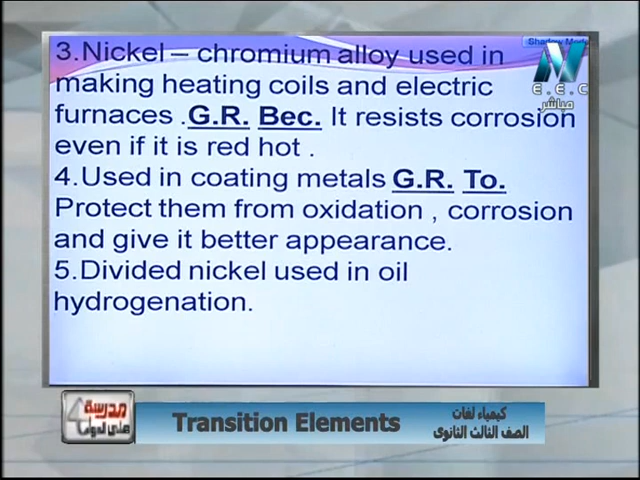 Shadow Mode
3.Nickel – chromium alloy used in
making heating coils and electric
furnaces .G.R. Bec. It resists corrosion
even if it is red hot .
4.Used in coating metals G.R. To.
Protect them from oxidation , corrosion
and give it better appearance.
5.Divided nickel used in oil
hydrogenation.
E. E. C
مباشر
مدرسة
على الهواء
Transition Elements
كيمياء لغات
الصف الثالث الثانوى